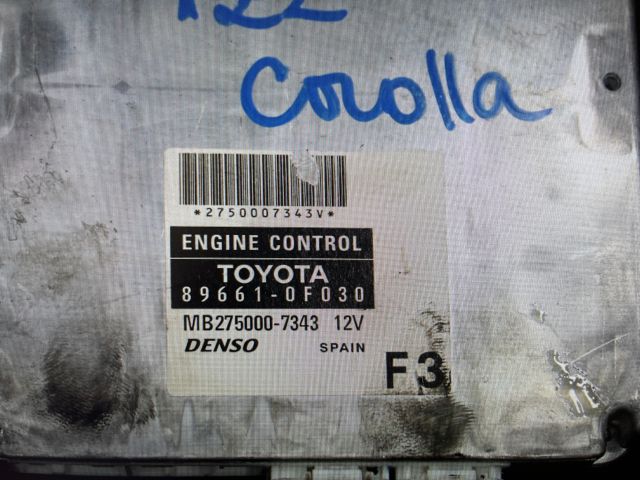 Corolla
*2750007343V*
ENGINE CONTROL
TOYOTA
89661-0F030
MB275000-7343 12V
DENSO SPAIN
F3